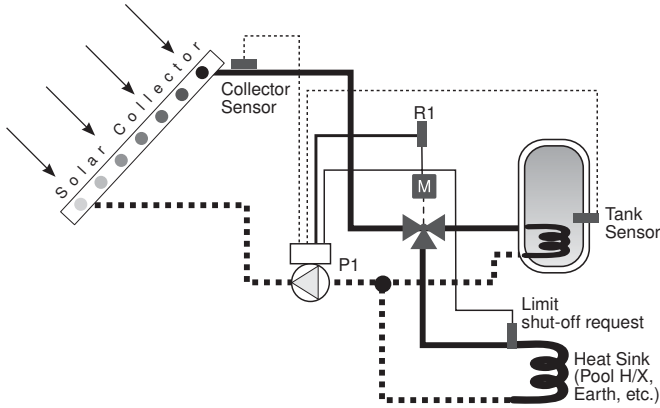 Solar Collector
Collector
Sensor
R1
M
Tank
Sensor
P1
Limit
shut-off request
Heat Sink
(Pool H/X,
Earth, etc.)